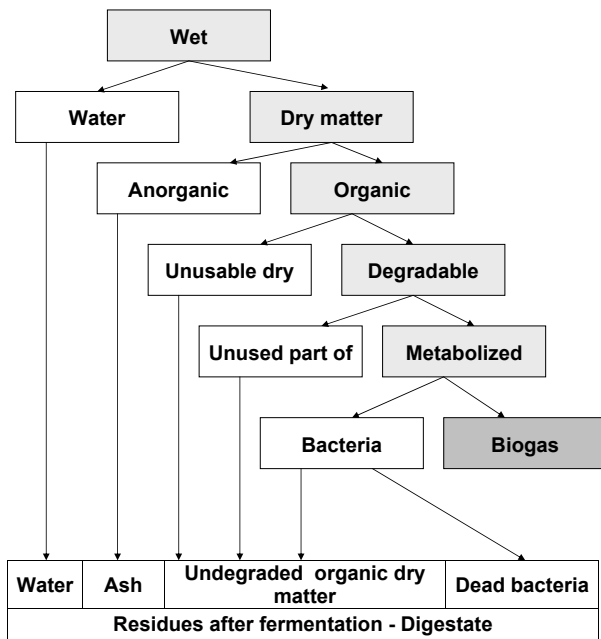 Wet
Water
Dry matter
Anorganic
Organic
Unusable dry
Degradable
Unused part of
Metabolized
Bacteria
Biogas
Water
Ash
Undegraded organic dry
matter
Dead bacteria
Residues after fermentation - Digestate